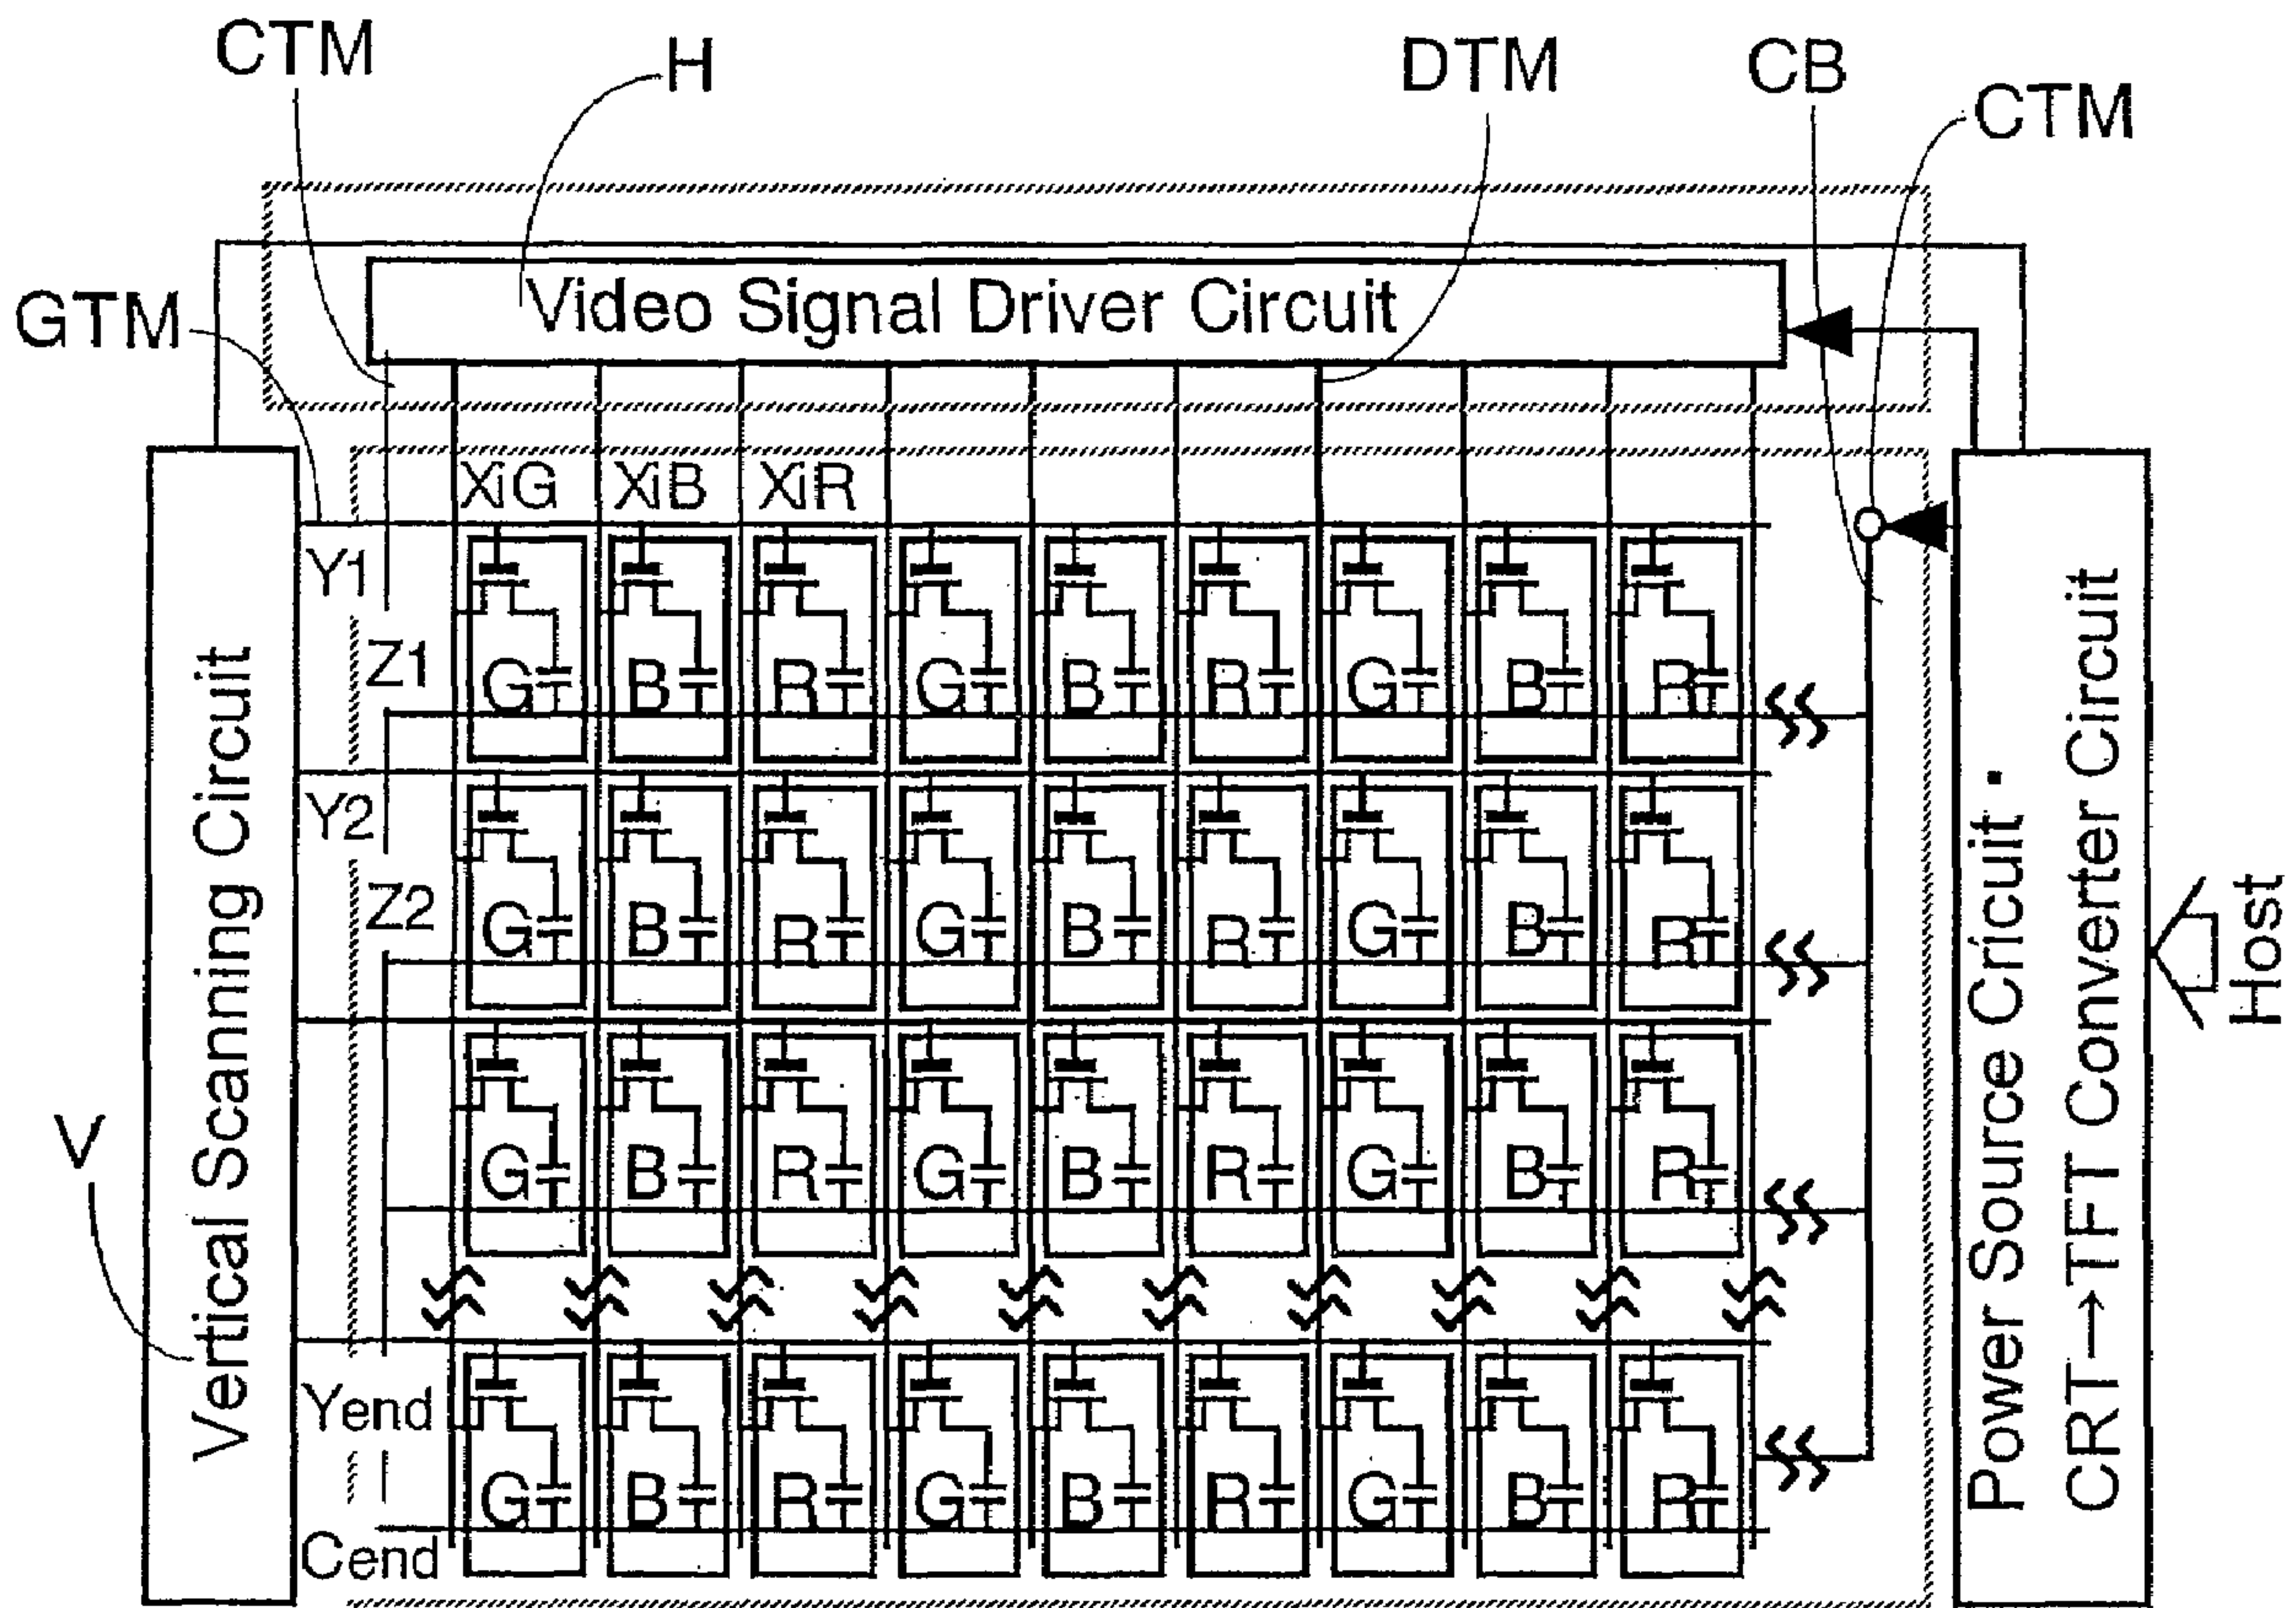 CTM
H
DTM
CB
CTM
GTM
Video Signal Driver Circuit
XiG XiB XiR
Y1
Z1
G B R G B R G B R
Y2
Z2
G B R G B R G B R
G B R G B R G B R
V
Yend
G B R G B R G B R
Cend
Vertical Scanning Circuit
Power Source Cricuit ·
CRT→TFT Converter Circuit
Host